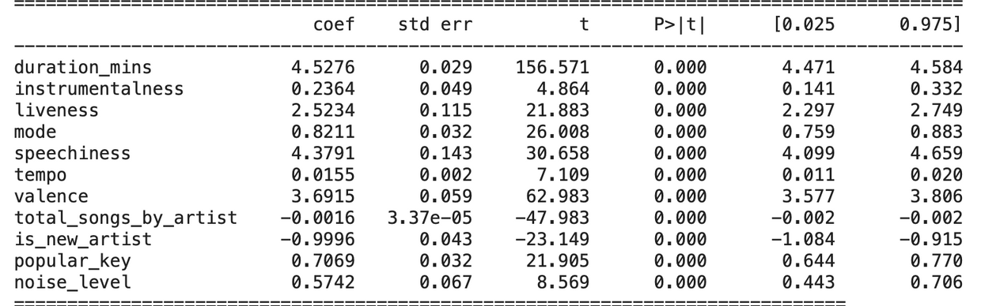 coef std err t P>|t| [0.025 0.975]
duration_mins 4.5276 0.029 156.571 0.000 4.471 4.584
instrumentalness 0.2364 0.049 4.864 0.000 0.141 0.332
liveness 2.5234 0.115 21.883 0.000 2.297 2.749
mode 0.8211 0.032 26.008 0.000 0.759 0.883
speechiness 4.3791 0.143 30.658 0.000 4.099 4.659
tempo 0.0155 0.002 7.109 0.000 0.011 0.020
valence 3.6915 0.059 62.983 0.000 3.577 3.806
total_songs_by_artist -0.0016 3.37e-05 -47.983 0.000 -0.002 -0.002
is_new_artist -0.9996 0.043 -23.149 0.000 -1.084 -0.915
popular_key 0.7069 0.032 21.905 0.000 0.644 0.770
noise_level 0.5742 0.067 8.569 0.000 0.443 0.706